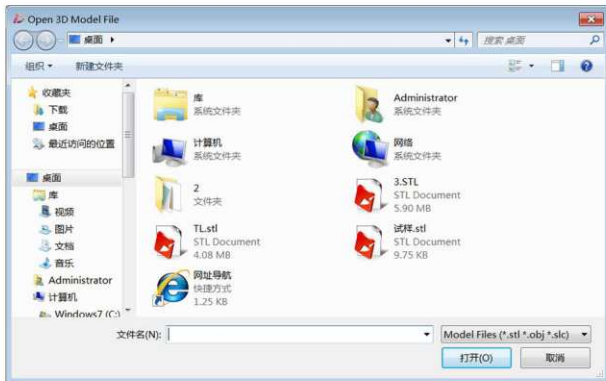 Open 3D Model File
桌面
搜索 桌面
组织
新建文件夹
收藏夹
下载
桌面
最近访问的位置
桌面
库
视频
图片
文档
音乐
Administrator
计算机
Windows7 (C:)
库
系统文件夹
Administrator
系统文件夹
计算机
系统文件夹
网络
系统文件夹
2
文件夹
3.STL
STL Document
5.90 MB
TL.stl
STL Document
4.08 MB
试样.stl
STL Document
9.75 KB
网址导航
快捷方式
1.25 KB
文件名(N):
Model Files (*.stl *.obj *.slc)
打开(O)
取消